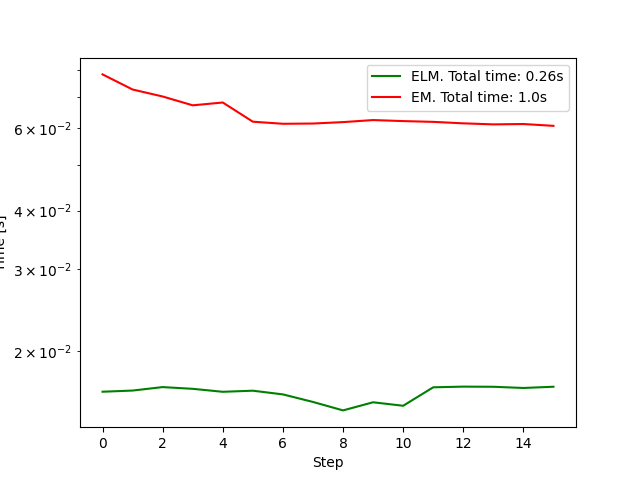 ELM. Total time: 0.26s
EM. Total time: 1.0s
6 × 10⁻²
4 × 10⁻²
3 × 10⁻²
2 × 10⁻²
Time [s]
0 2 4 6 8 10 12 14
Step